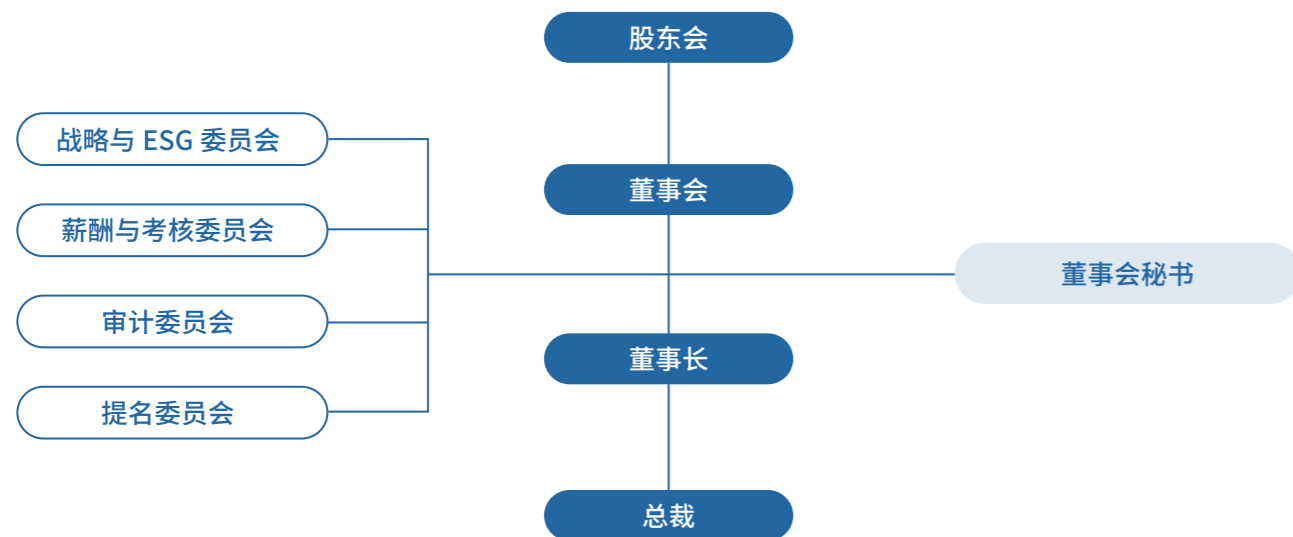 股东会
战略与 ESG 委员会
董事会
薪酬与考核委员会
董事会秘书
审计委员会
董事长
提名委员会
总裁